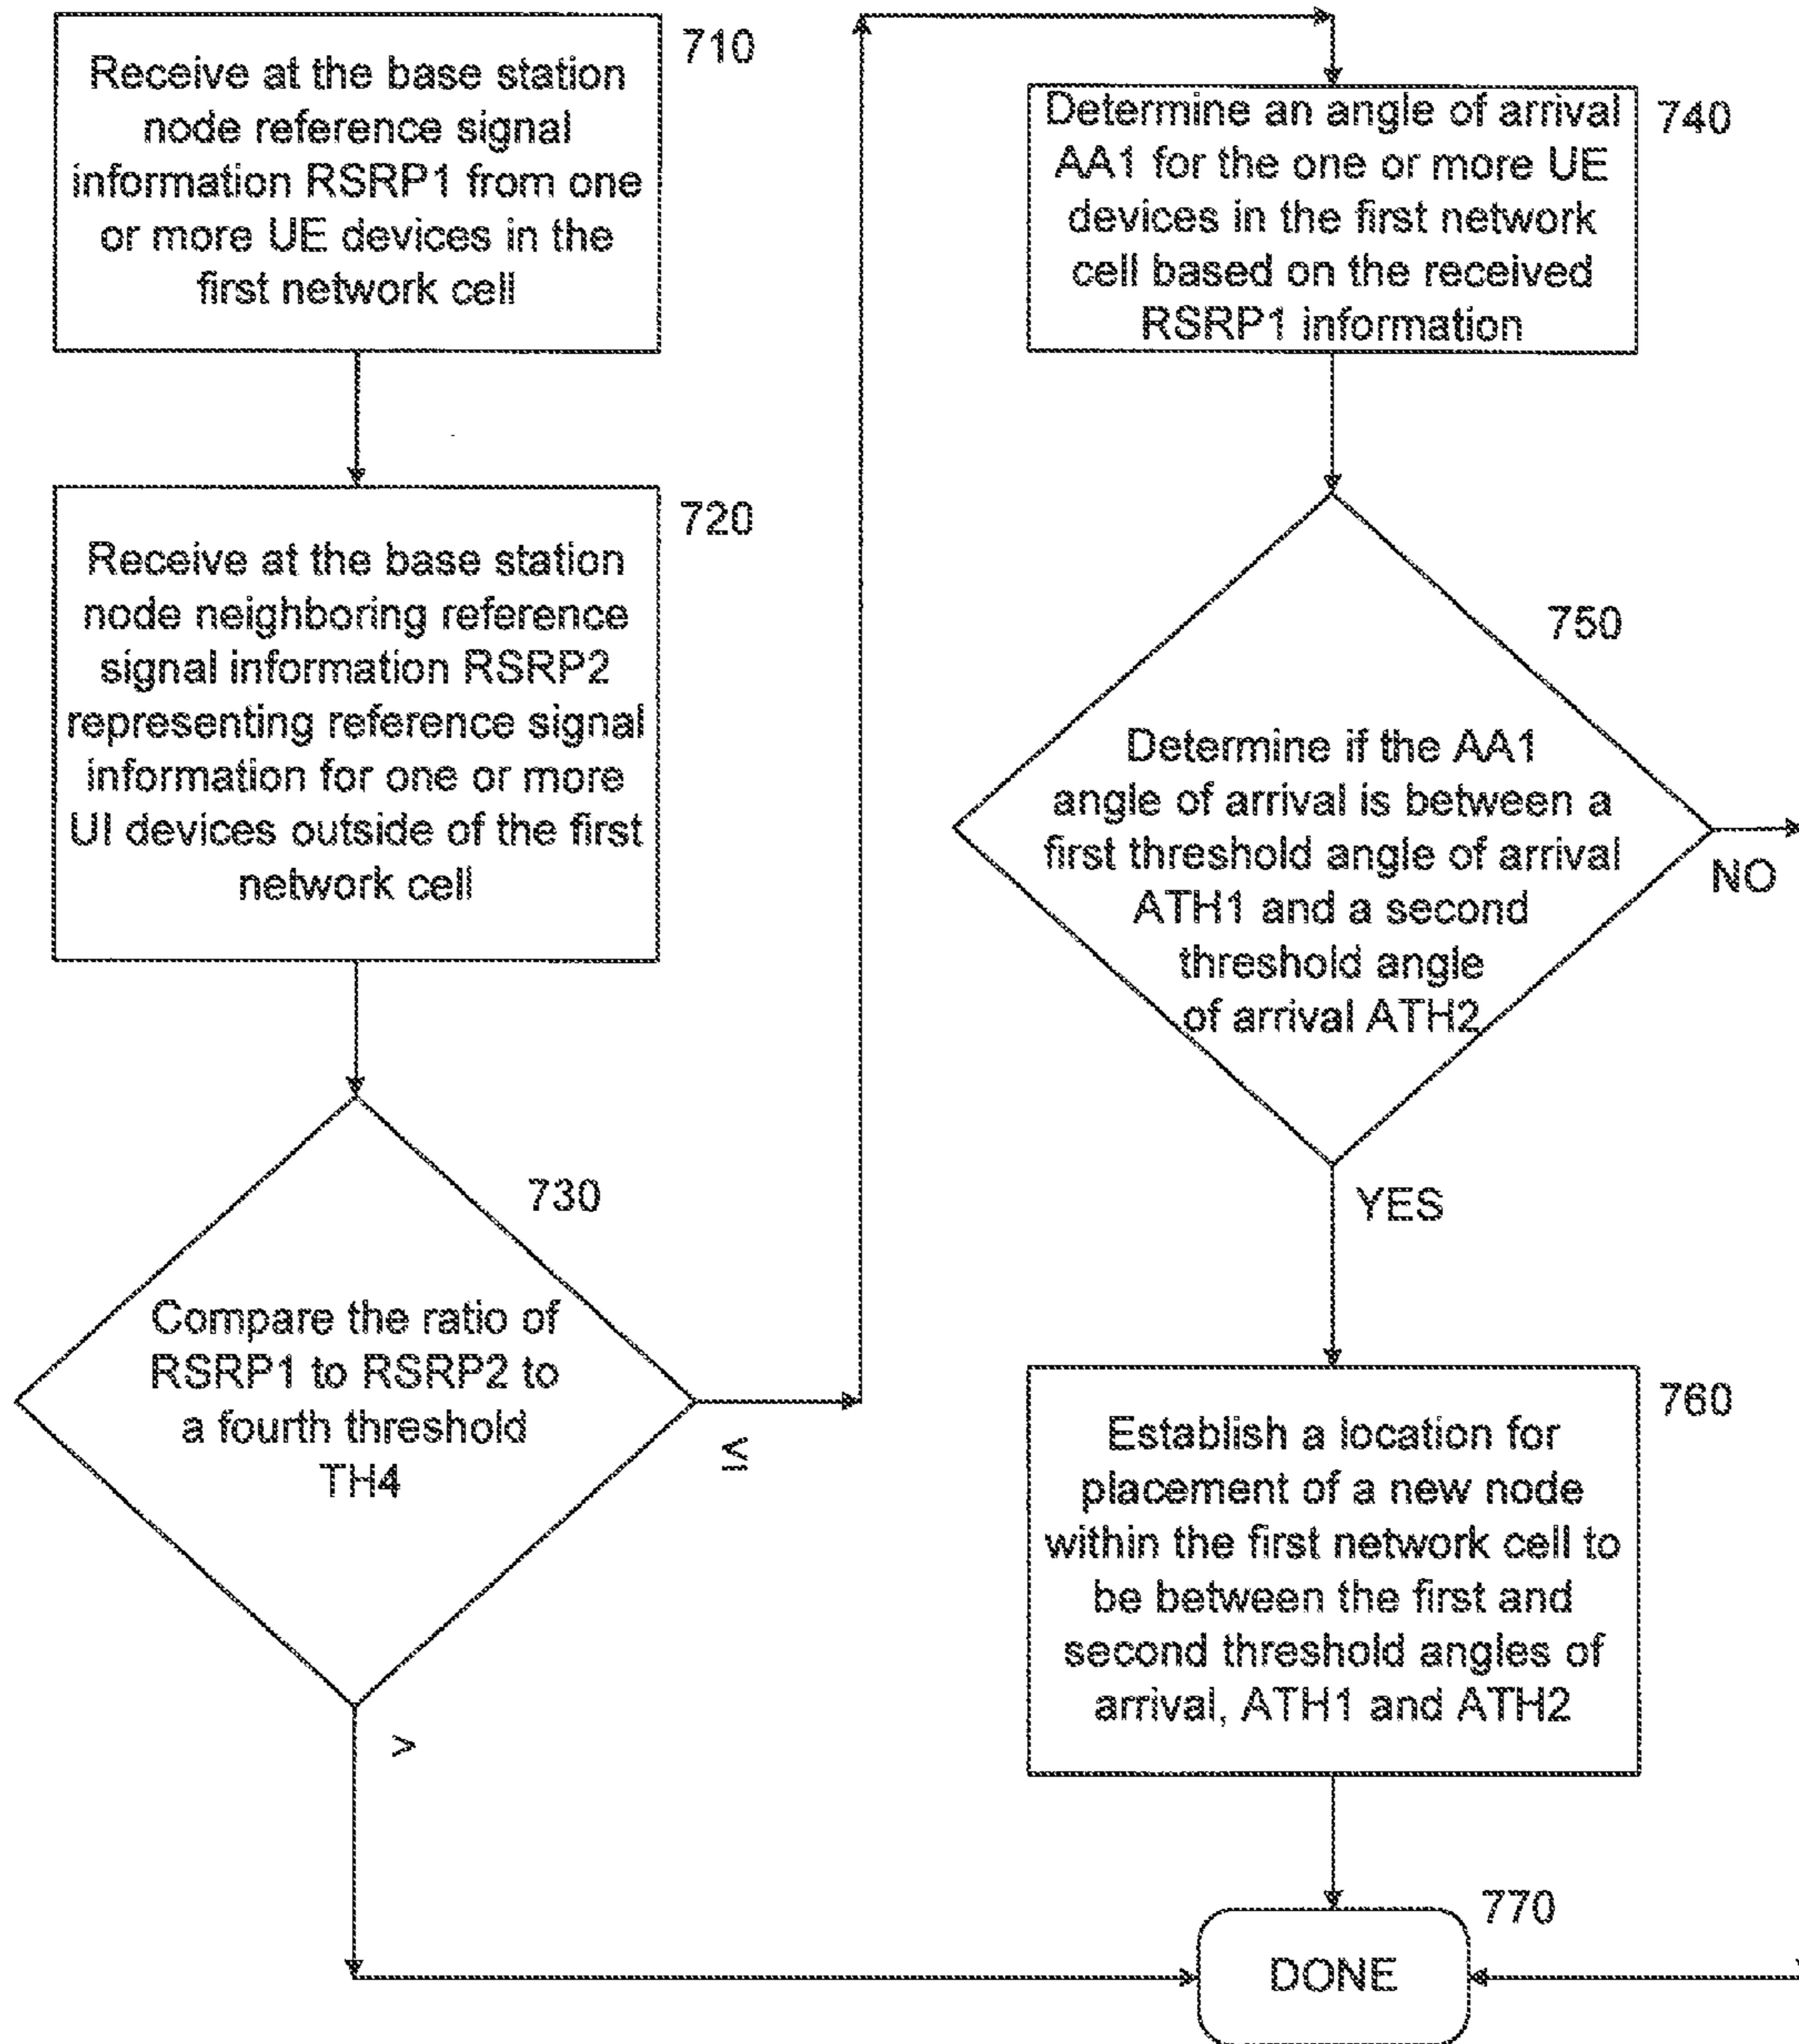 710
Receive at the base station
node reference signal
information RSRP1 from one
or more UE devices in the
first network cell
720
Receive at the base station
node neighboring reference
signal information RSRP2
representing reference signal
information for one or more
UI devices outside of the first
network cell
730
Compare the ratio of
RSRP1 to RSRP2 to
a fourth threshold
TH4
≤
>
740
Determine an angle of arrival
AA1 for the one or more UE
devices in the first network
cell based on the received
RSRP1 information
750
Determine if the AA1
angle of arrival is between a
first threshold angle of arrival
ATH1 and a second
threshold angle
of arrival ATH2
NO
YES
760
Establish a location for
placement of a new node
within the first network cell to
be between the first and
second threshold angles of
arrival, ATH1 and ATH2
770
DONE